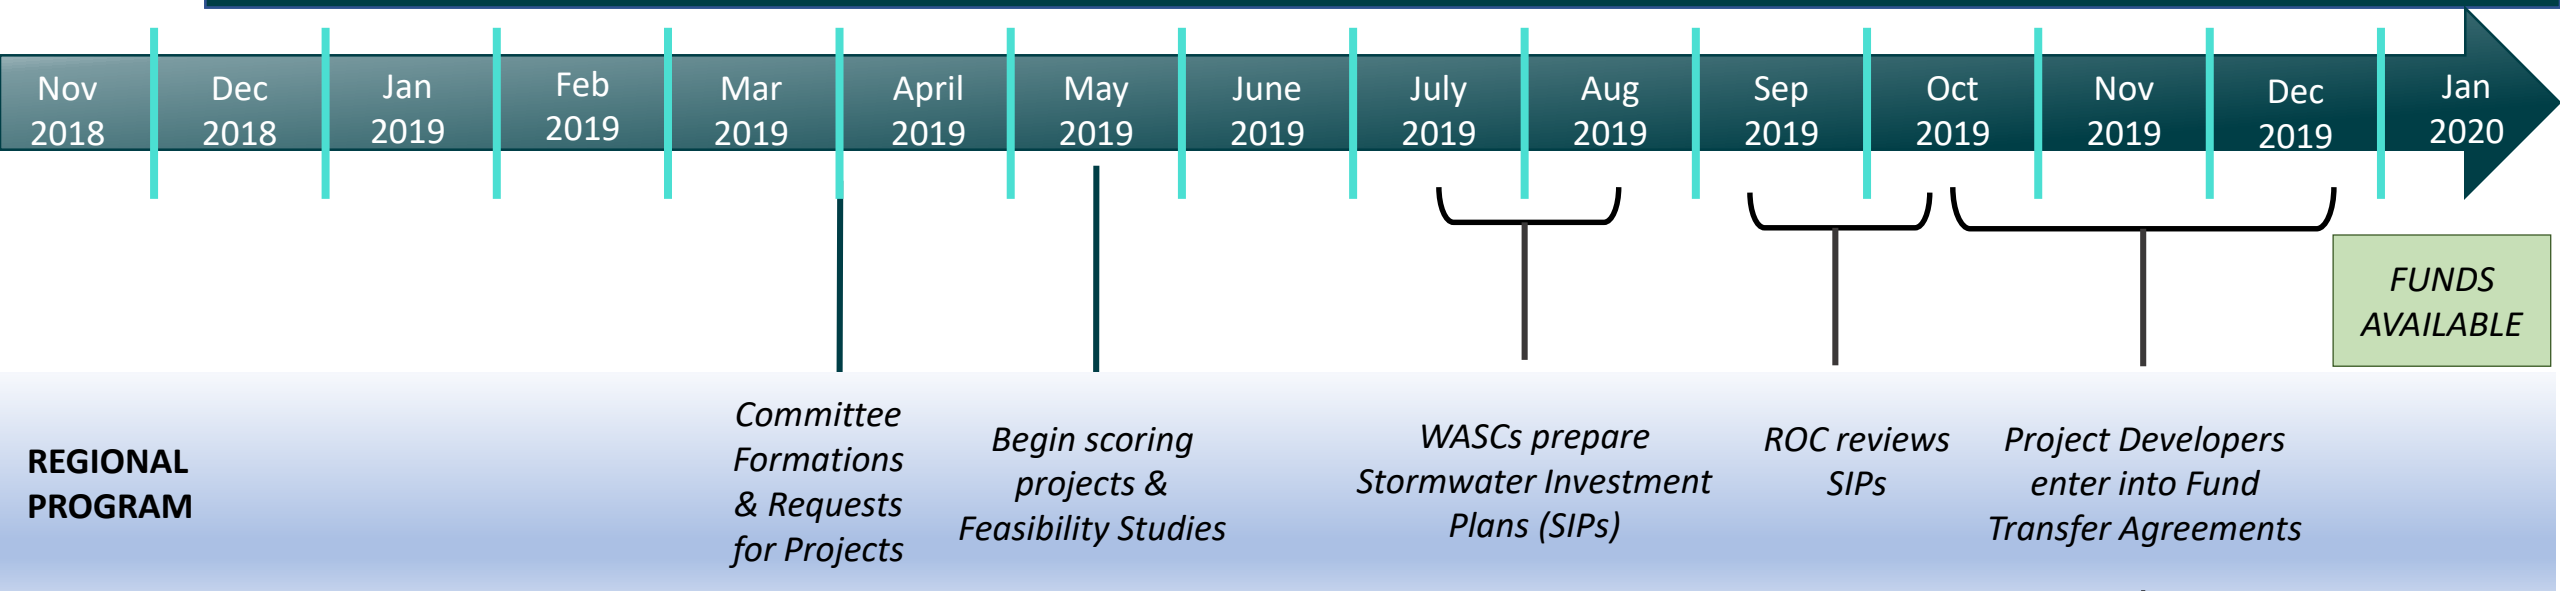 Nov
2018
Dec
2018
Jan
2019
Feb
2019
Mar
2019
April
2019
May
2019
June
2019
July
2019
Aug
2019
Sep
2019
Oct
2019
Nov
2019
Dec
2019
Jan
2020
FUNDS
AVAILABLE
REGIONAL
PROGRAM
Committee
Formations
& Requests
for Projects
Begin scoring
projects &
Feasibility Studies
WASCs prepare
Stormwater Investment
Plans (SIPs)
ROC reviews
SIPs
Project Developers
enter into Fund
Transfer Agreements